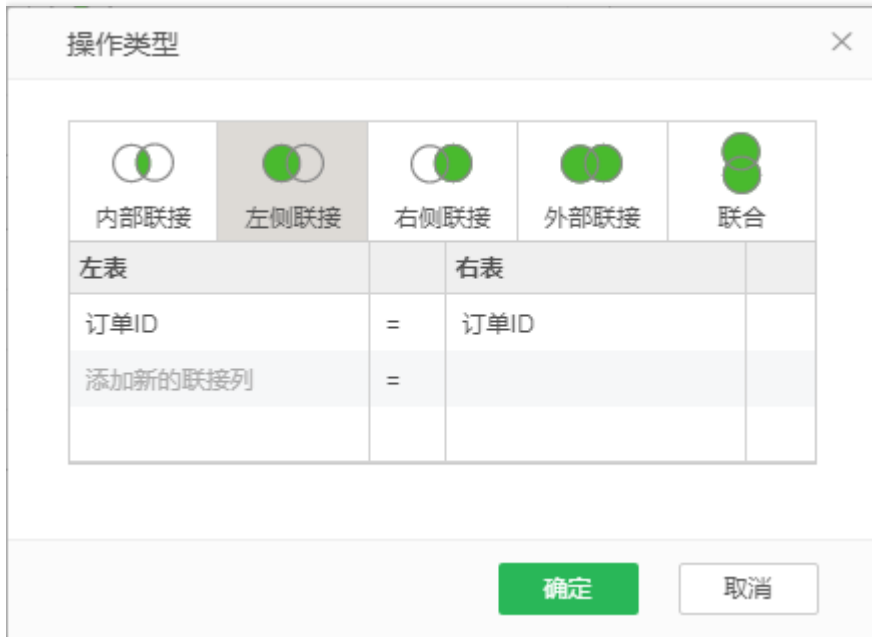 操作类型
内部联接 左侧联接 右侧联接 外部联接 联合
左表 右表
订单ID = 订单ID
添加新的联接列 =
确定 取消